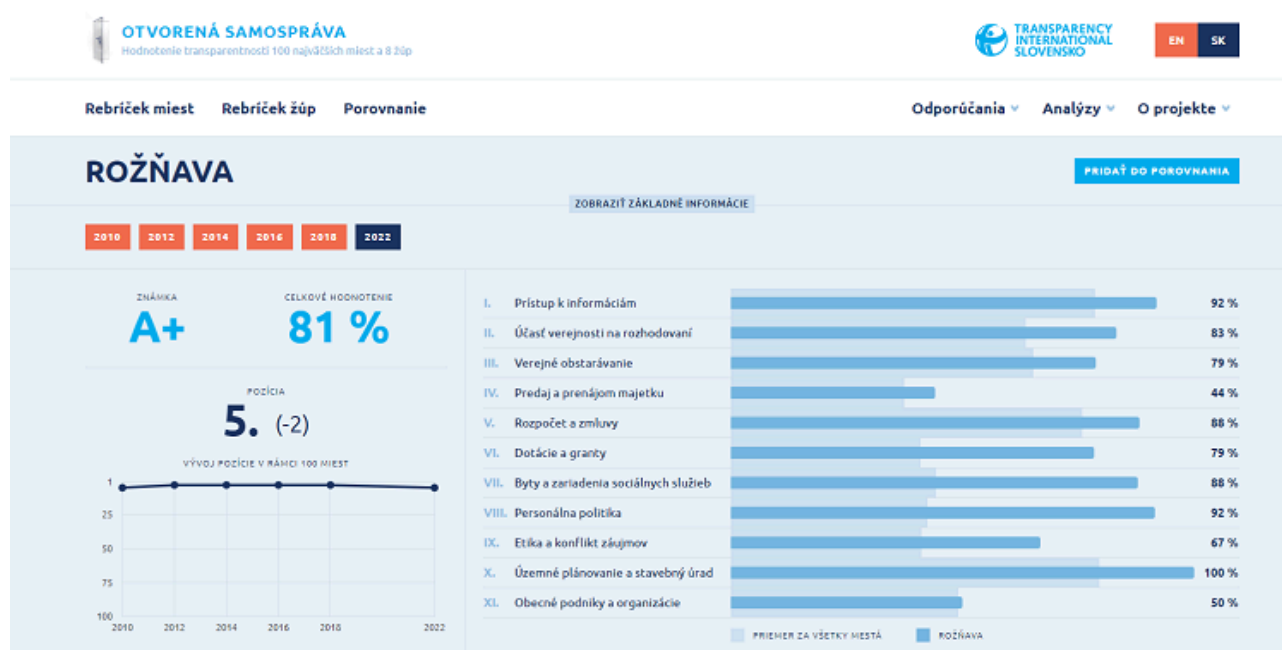 OTVORENÁ SAMOSPRÁVA
Hodnotenie transparentnosti 100 najväčších miest a 8 žúp
TRANSPARENCY
INTERNATIONAL
SLOVENSKO
EN SK
Rebríček miest Rebríček žúp Porovnanie Odporúčania Analýzy O projekte
ROŽŇAVA
PRIDAŤ DO POROVNANIA
ZOBRAZIŤ ZÁKLADNÉ INFORMÁCIE
2010 2012 2014 2016 2018 2022
ZNÁMKA CELKOVÉ HODNOTENIE
A+ 81 %
POZÍCIA
5. (-2)
VÝVOJ POZÍCIE V RÁMCI 100 MIEST
1
25
50
75
100
2010 2012 2014 2016 2018 2022
I. Prístup k informáciám 92 %
II. Účasť verejnosti na rozhodovaní 83 %
III. Verejné obstarávanie 79 %
IV. Predaj a prenájom majetku 44 %
V. Rozpočet a zmluvy 88 %
VI. Dotácie a granty 79 %
VII. Byty a zariadenia sociálnych služieb 88 %
VIII. Personálna politika 92 %
IX. Etika a konflikt záujmov 67 %
X. Územné plánovanie a stavebný úrad 100 %
XI. Obecné podniky a organizácie 50 %
PRIEMER ZA VŠETKY MESTÁ ROŽŇAVA